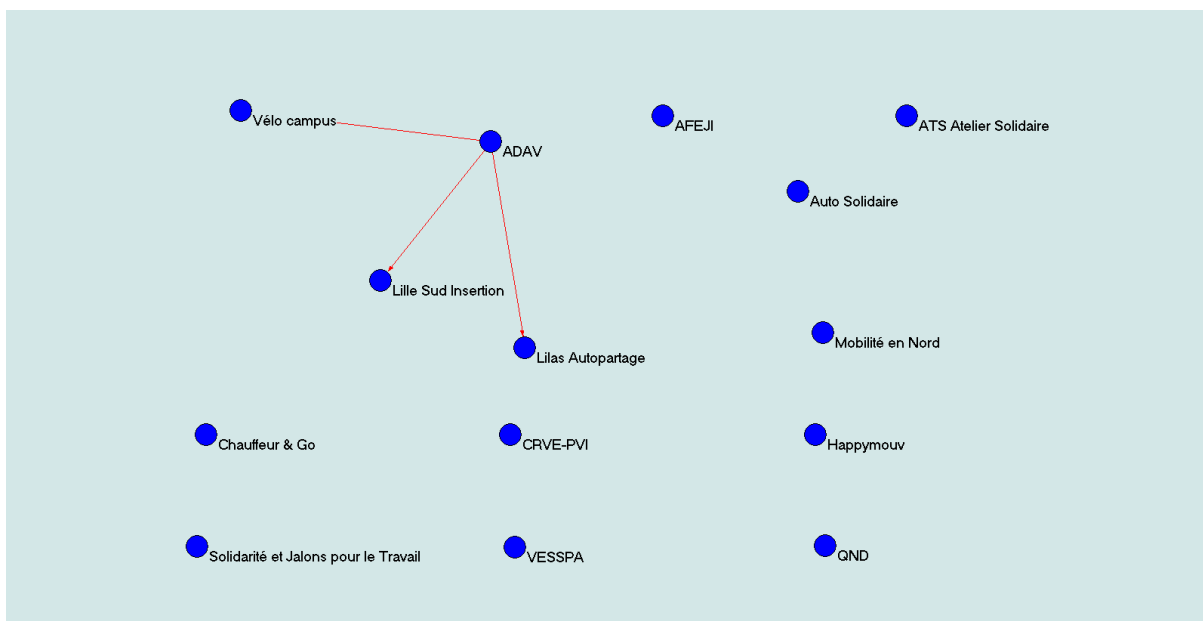 Vélo campus
AFEJI
ATS Atelier Solidaire
ADAV
Auto Solidaire
Lille Sud Insertion
Mobilité en Nord
Lilas Autopartage
Chauffeur & Go
CRVE-PVI
Happymouv
Solidarité et Jalons pour le Travail
VESSPA
QND